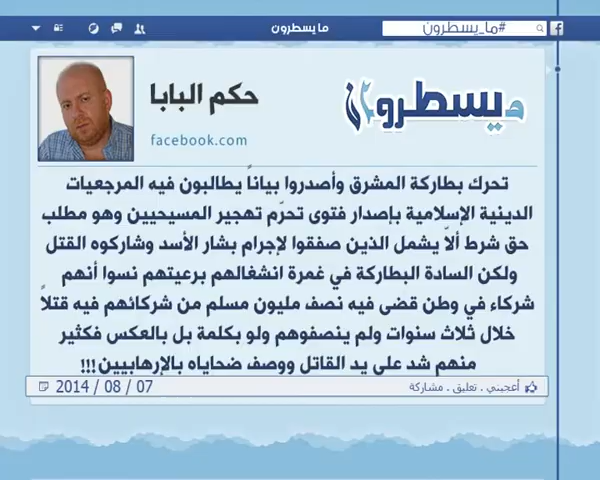 #ما_يسطرون
ما يسطرون
ما يسطرون
حكم البابا
facebook.com
تحرك بطاركة المشرق وأصدروا بياناً يطالبون فيه المرجعيات
الدينية الإسلامية بإصدار فتوى تحرّم تهجير المسيحيين وهو مطلب
حق شرط ألاّ يشمل الذين صفقوا لإجرام بشار الأسد وشاركوه القتل
ولكن السادة البطاركة في غمرة انشغالهم برعيتهم نسوا أنهم
شركاء في وطن قضى فيه نصف مليون مسلم من شركائهم فيه قتلاً
خلال ثلاث سنوات ولم ينصفوهم ولو بكلمة بل بالعكس فكثير
منهم شد على يد القاتل ووصف ضحاياه بالإرهابيين!!!
أعجبني . تعليق . مشاركة
2014 / 08 / 07